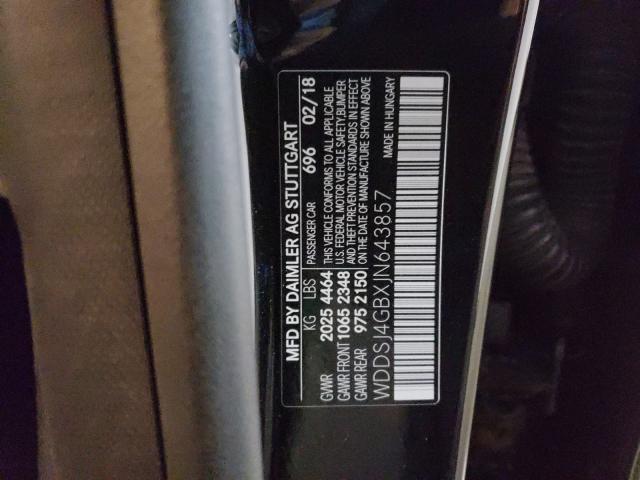 MFD BY DAIMLER AG STUTTGART
KG LBS PASSENGER CAR 696 02/18
GVWR 2025 4464 THIS VEHICLE CONFORMS TO ALL APPLICABLE
GAWR FRONT 1065 2348 U.S. FEDERAL MOTOR VEHICLE SAFETY, BUMPER
GAWR REAR 975 2150 AND THEFT PREVENTION STANDARDS IN EFFECT
ON THE DATE OF MANUFACTURE SHOWN ABOVE
WDDSJ4GBXJN643857 MADE IN HUNGARY